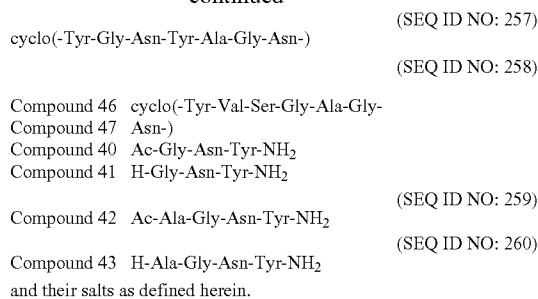 (SEQ ID NO: 257)
cyclo(-Tyr-Gly-Asn-Tyr-Ala-Gly-Asn-)
(SEQ ID NO: 258)
Compound 46 cyclo(-Tyr-Val-Ser-Gly-Ala-Gly-
Compound 47 Asn-)
Compound 40 Ac-Gly-Asn-Tyr-NH2
Compound 41 H-Gly-Asn-Tyr-NH2
(SEQ ID NO: 259)
Compound 42 Ac-Ala-Gly-Asn-Tyr-NH2
(SEQ ID NO: 260)
Compound 43 H-Ala-Gly-Asn-Tyr-NH2
and their salts as defined herein.